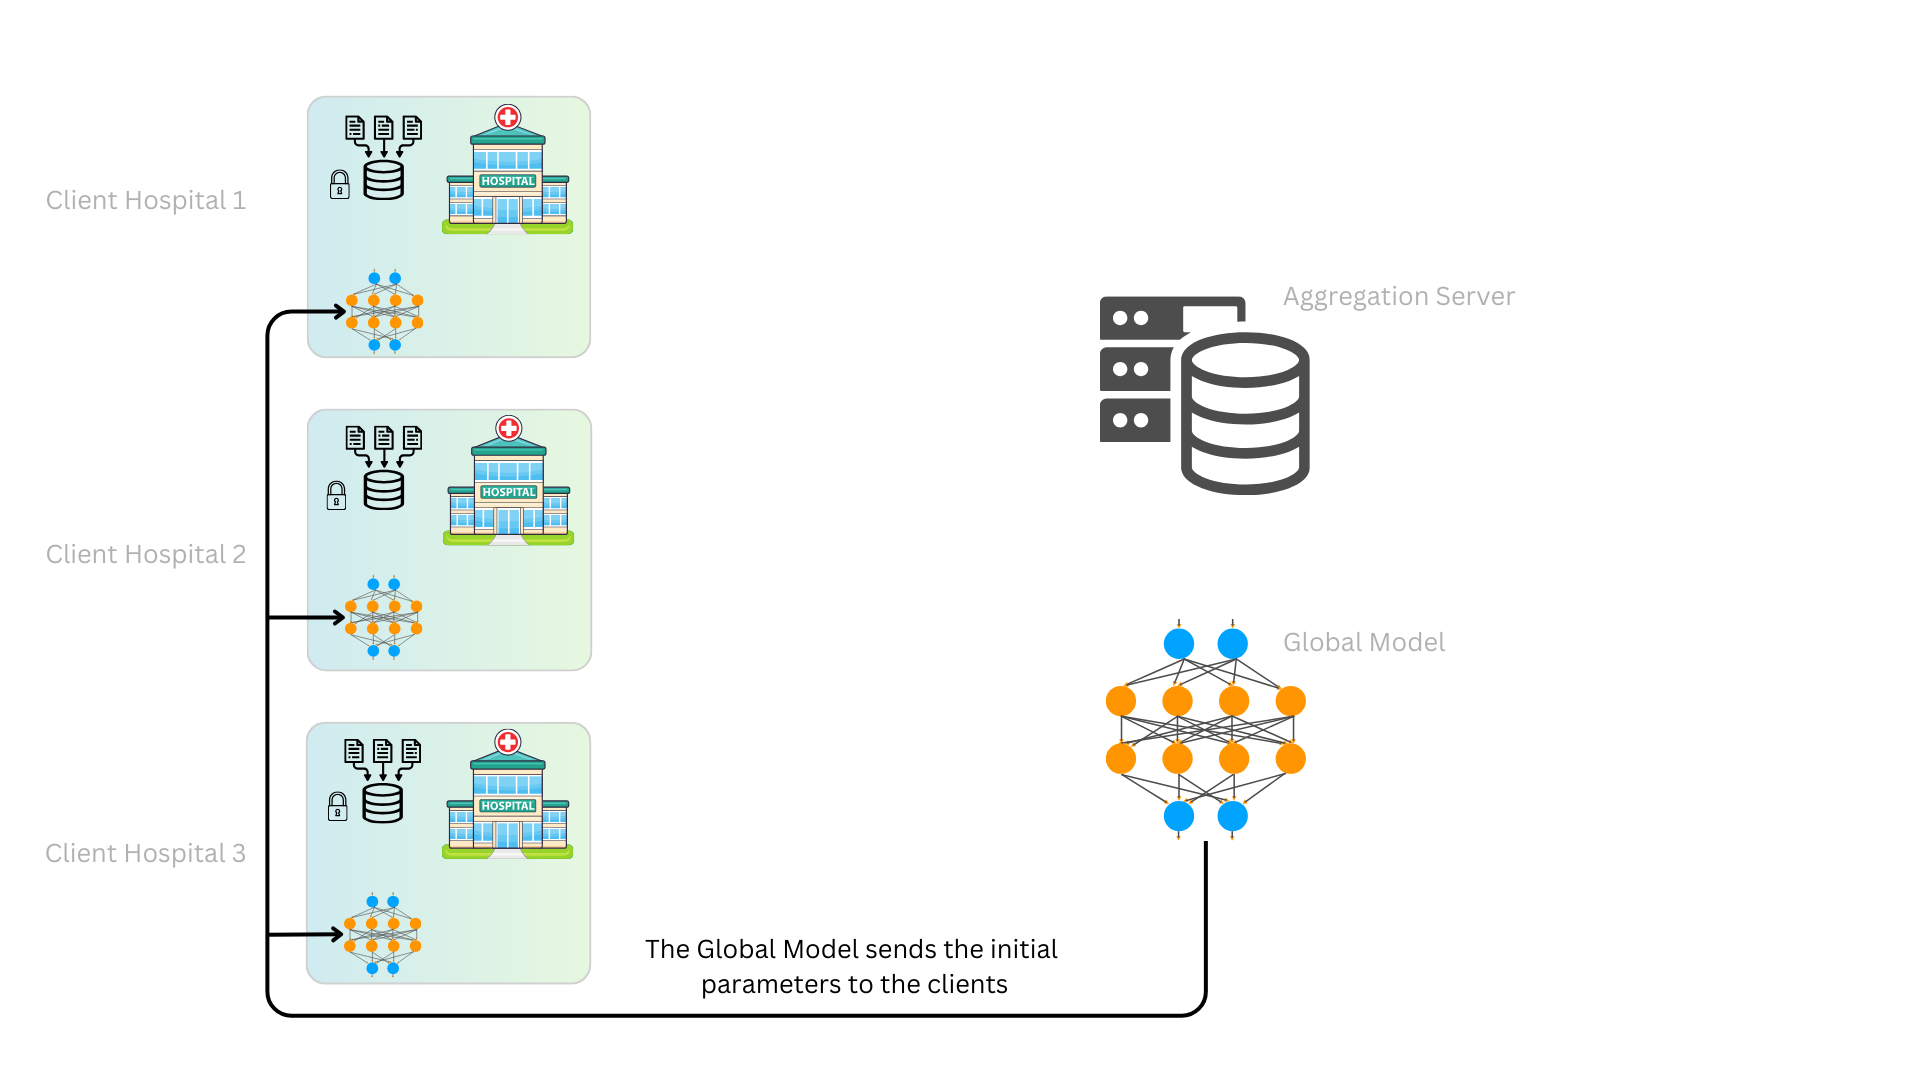 HOSPITAL
Client Hospital 1
Aggregation Server
HOSPITAL
Client Hospital 2
Global Model
HOSPITAL
Client Hospital 3
The Global Model sends the initial
parameters to the clients